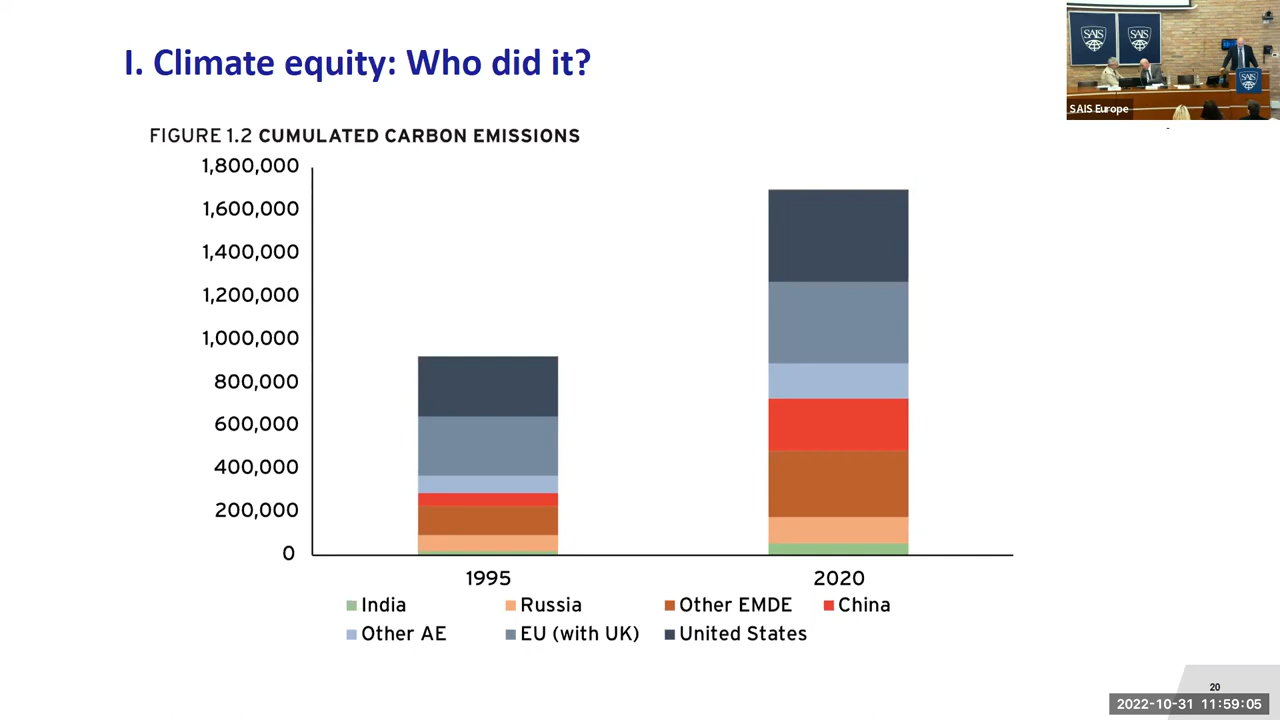 I. Climate equity: Who did it?
SAIS SAIS
SAIS
SAIS Europe
FIGURE 1.2 CUMULATED CARBON EMISSIONS
1,800,000
1,600,000
1,400,000
1,200,000
1,000,000
800,000
600,000
400,000
200,000
0
1995 2020
India Russia Other EMDE China
Other AE EU (with UK) United States
20
2022-10-31 11:59:05